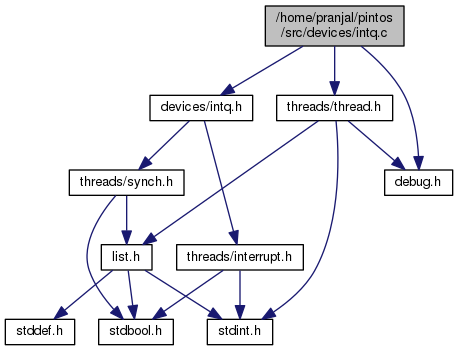 /home/pranjal/pintos
/src/devices/intq.c
devices/intq.h
threads/thread.h
threads/synch.h
debug.h
list.h
threads/interrupt.h
stddef.h
stdbool.h
stdint.h